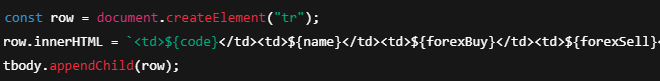 const row = document.createElement("tr");
row.innerHTML = `<td>${code}</td><td>${name}</td><td>${forexBuy}</td><td>${forexSell}<
tbody.appendChild(row);